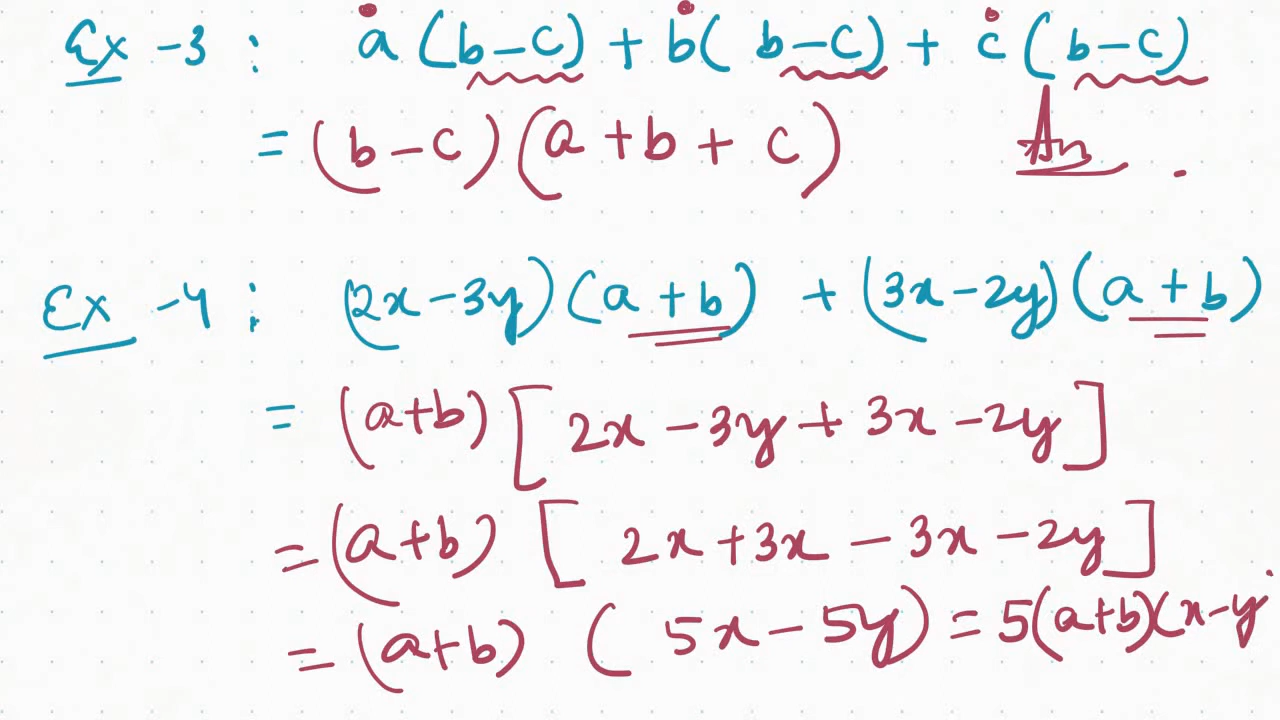 Ex -3 : a(b-c) + b(b-c) + c(b-c)
= (b-c)(a+b+c) An.
Ex -4 : (2x-3y)(a+b) + (3x-2y)(a+b)
= (a+b)[2x-3y+3x-2y]
= (a+b) [2x+3x-3x-2y]
= (a+b) (5x-5y) = 5(a+b)(x-y